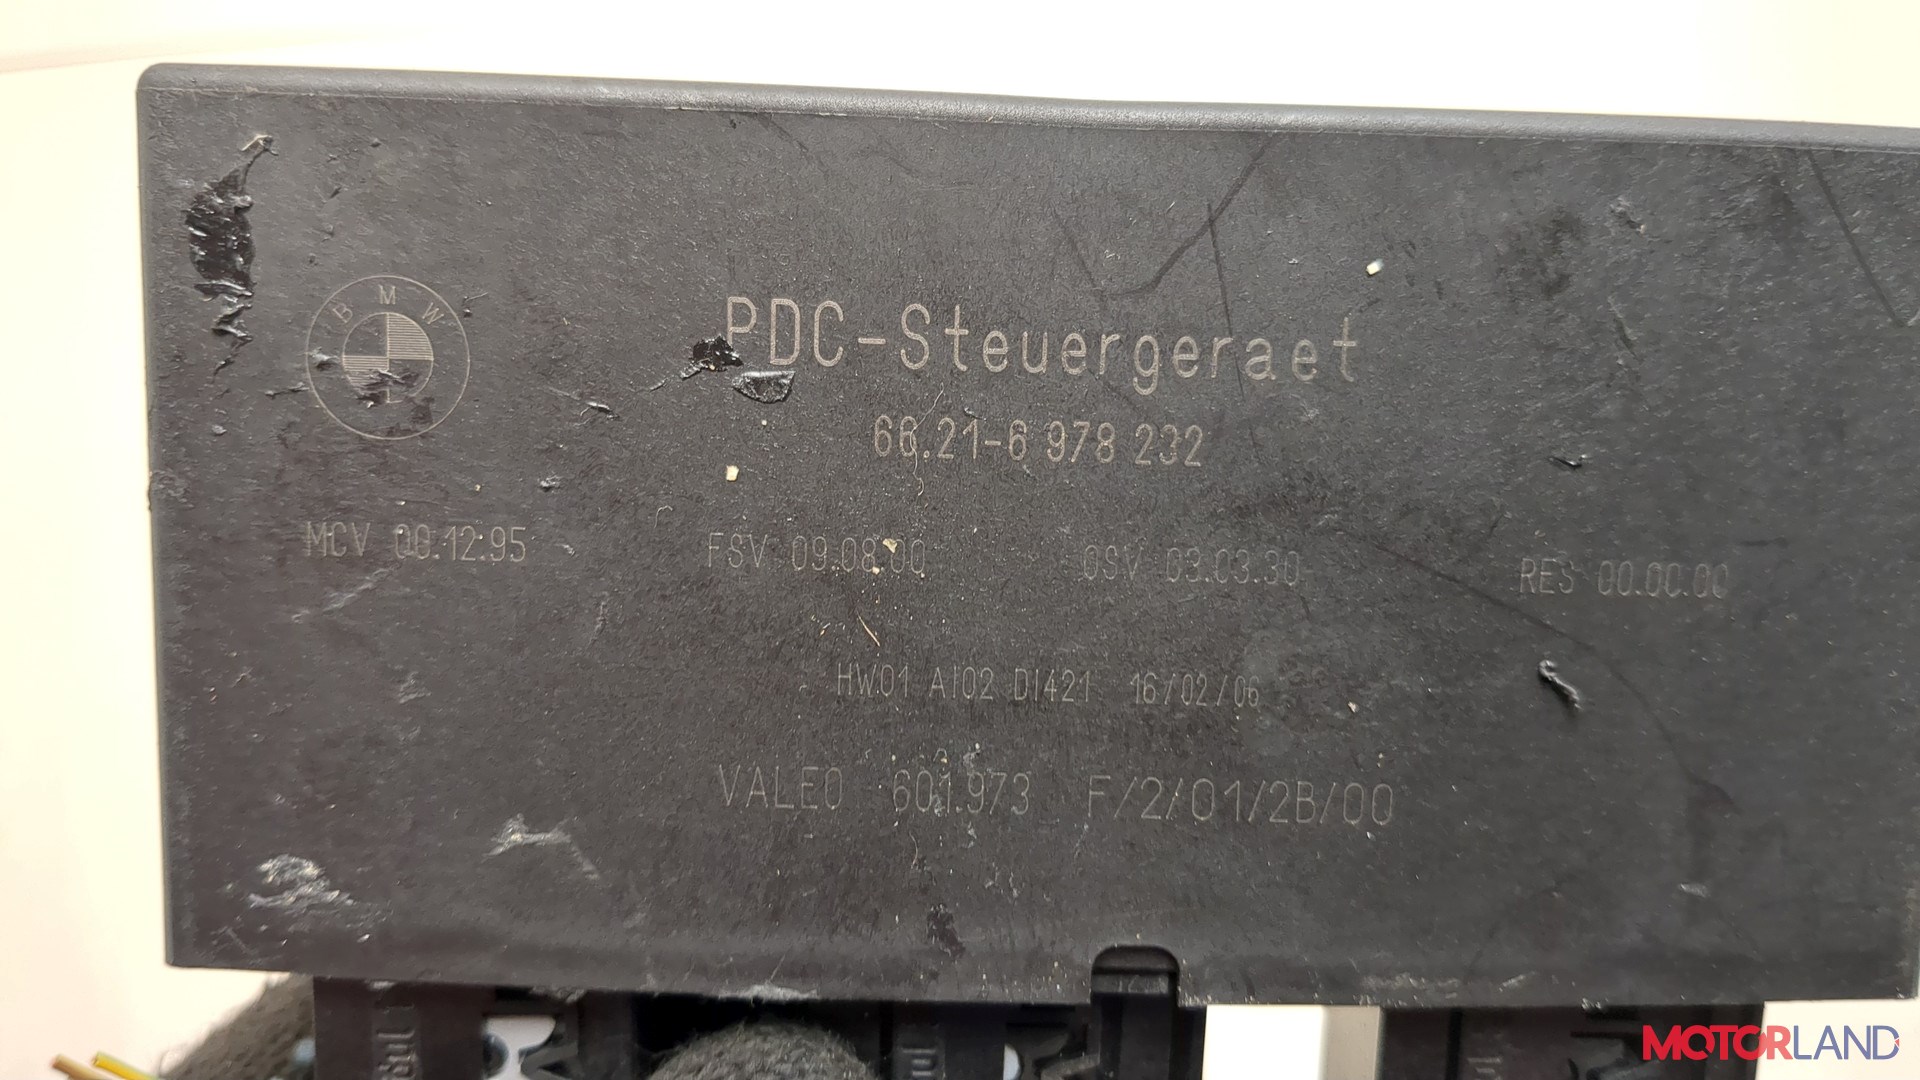 BMW
PDC-Steuergeraet
66.21-6 978 232
MCV 00.12.95 FSV 09.08.00 OSV 03.03.30 RES 00.00.00
HW01 AI02 DI421 16/02/06
VALEO 601.973 F/2/01/2B/00
MOTORLAND